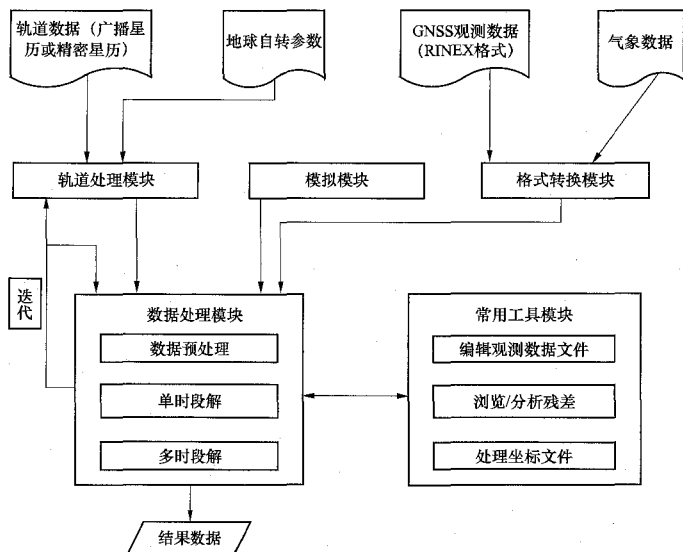 轨道数据（广播星
历或精密星历）
地球自转参数
GNSS观测数据
（RINEX格式）
气象数据
轨道处理模块
模拟模块
格式转换模块
迭
代
数据处理模块
数据预处理
单时段解
多时段解
常用工具模块
编辑观测数据文件
浏览/分析残差
处理坐标文件
结果数据